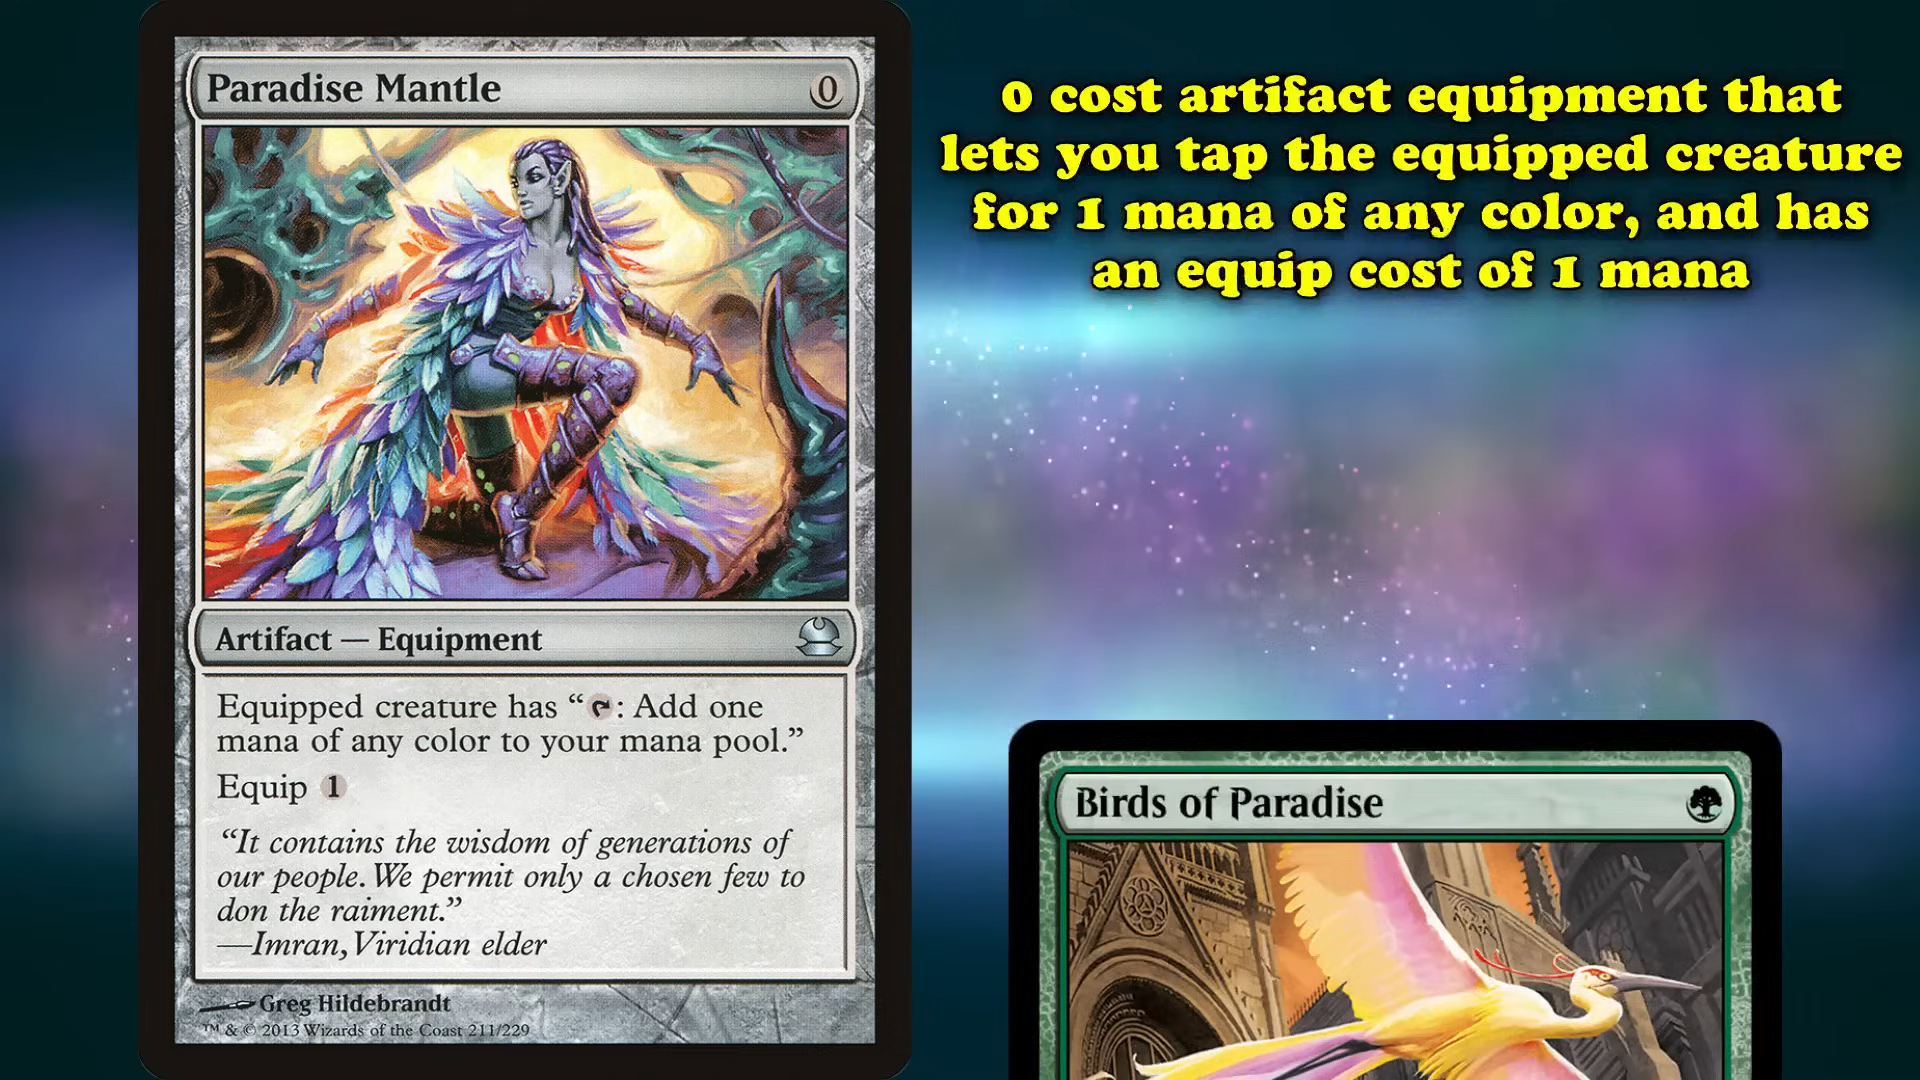 Paradise Mantle 0
Artifact — Equipment
Equipped creature has “ : Add one
mana of any color to your mana pool.”
Equip 1
“It contains the wisdom of generations of
our people. We permit only a chosen few to
don the raiment.”
—Imran, Viridian elder
Greg Hildebrandt
™ & © 2013 Wizards of the Coast 211/229
0 cost artifact equipment that
lets you tap the equipped creature
for 1 mana of any color, and has
an equip cost of 1 mana
Birds of Paradise